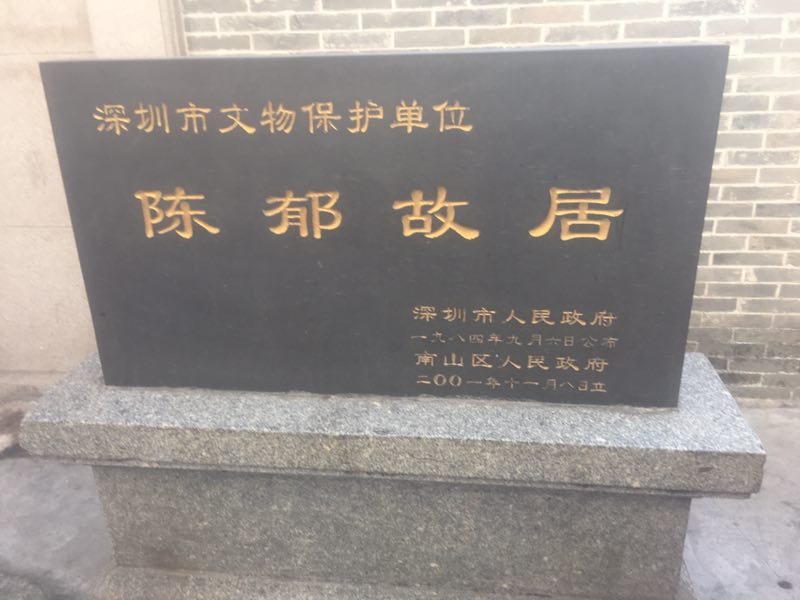 深圳市文物保护单位
陈郁故居
深圳市人民政府
一九八四年九月六日公布
南山区人民政府
二〇〇一年十一月八日立